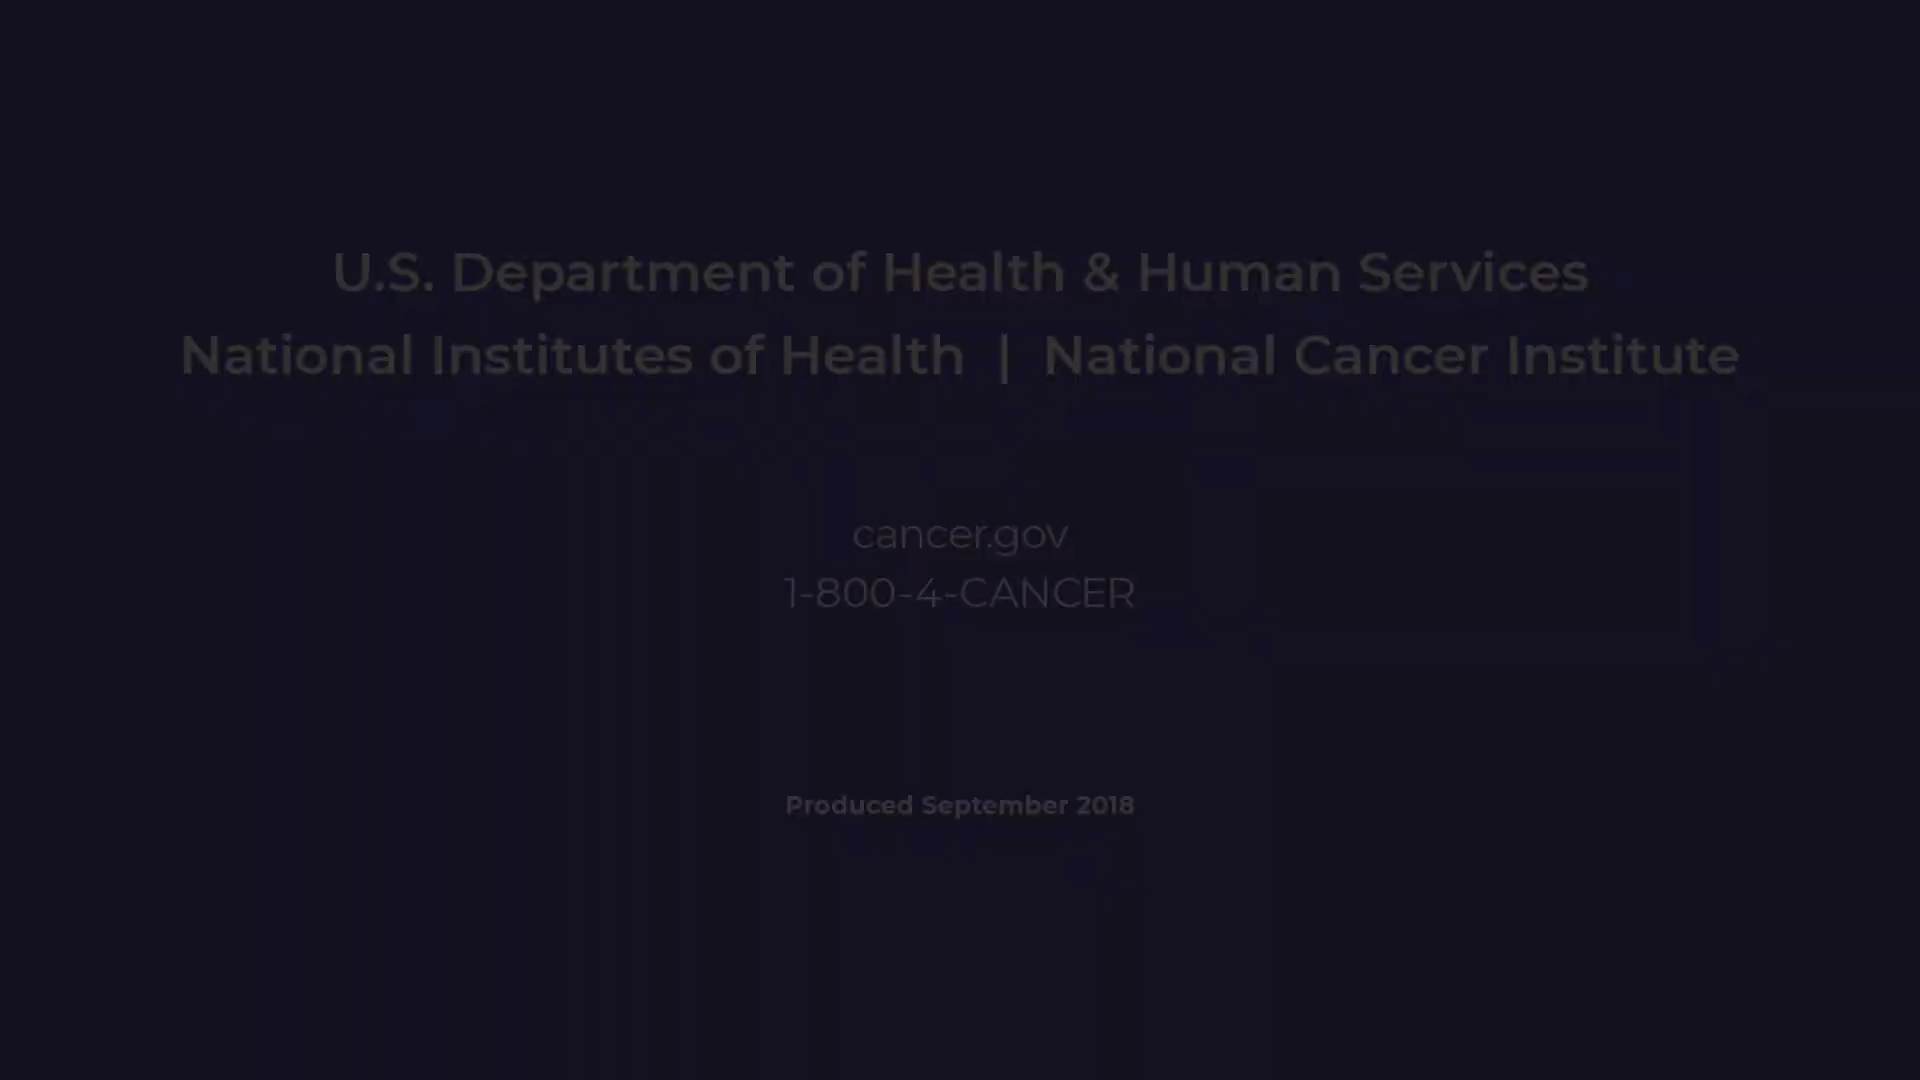 U.S. Department of Health & Human Services
National Institutes of Health | National Cancer Institute
cancer.gov
1-800-4-CANCER
Produced September 2018